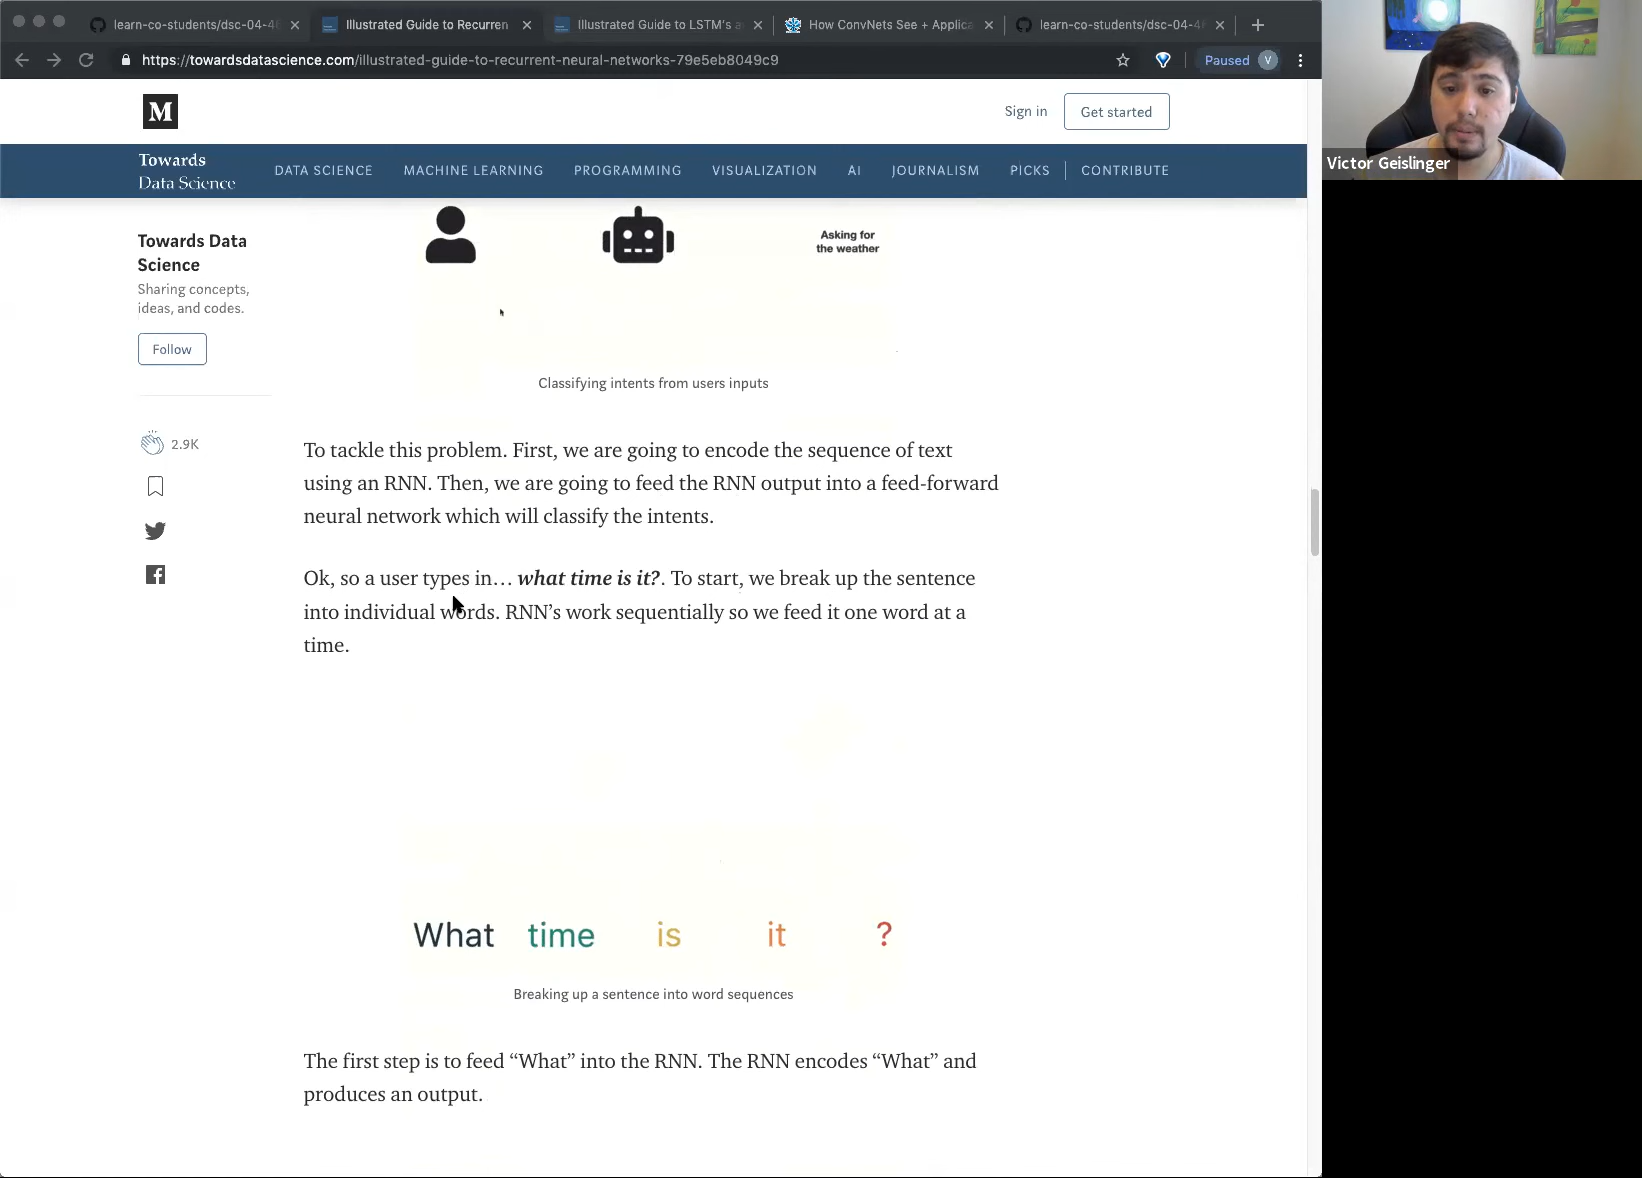 learn-co-students/dsc-04-4
Illustrated Guide to Recurren
Illustrated Guide to LSTM's a
How ConvNets See + Applica
learn-co-students/dsc-04-4
https://towardsdatascience.com/illustrated-guide-to-recurrent-neural-networks-79e5eb8049c9
Paused
V
M
Sign in
Get started
Towards
Data Science
DATA SCIENCE
MACHINE LEARNING
PROGRAMMING
VISUALIZATION
AI
JOURNALISM
PICKS
CONTRIBUTE
Victor Geislinger
Towards Data
Science
Sharing concepts,
ideas, and codes.
Follow
2.9K
Asking for
the weather
Classifying intents from users inputs
To tackle this problem. First, we are going to encode the sequence of text
using an RNN. Then, we are going to feed the RNN output into a feed-forward
neural network which will classify the intents.
Ok, so a user types in… what time is it?. To start, we break up the sentence
into individual words. RNN’s work sequentially so we feed it one word at a
time.
What time is it ?
Breaking up a sentence into word sequences
The first step is to feed “What” into the RNN. The RNN encodes “What” and
produces an output.